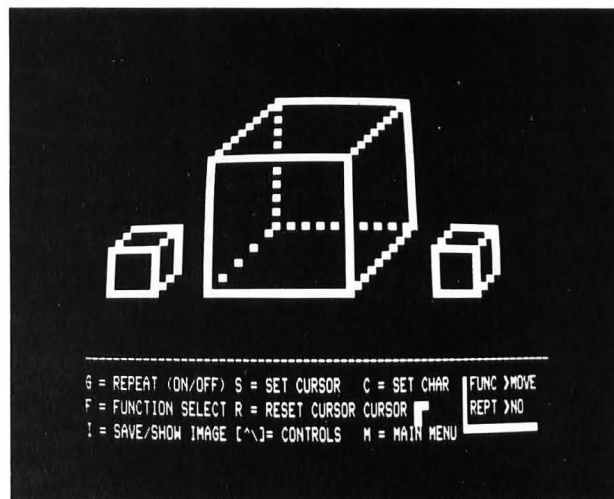 G = REPEAT (ON/OFF) S = SET CURSOR C = SET CHAR FUNC >MOVE
F = FUNCTION SELECT R = RESET CURSOR CURSOR REPT >NO
I = SAVE/SHOW IMAGE [^\]= CONTROLS M = MAIN MENU